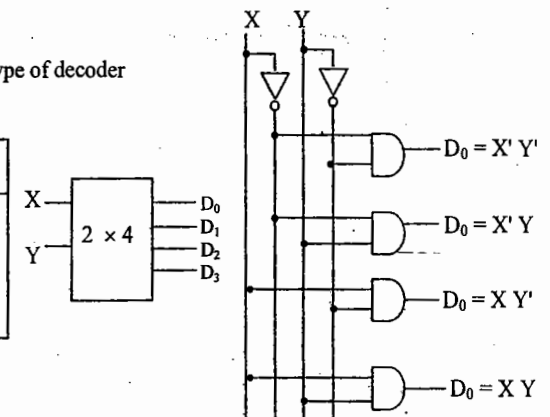 X Y
ype of decoder
D₀ = X' Y'
X
Y
2 × 4
D₀
D₁
D₂
D₃
D₀ = X' Y
D₀ = X Y'
D₀ = X Y